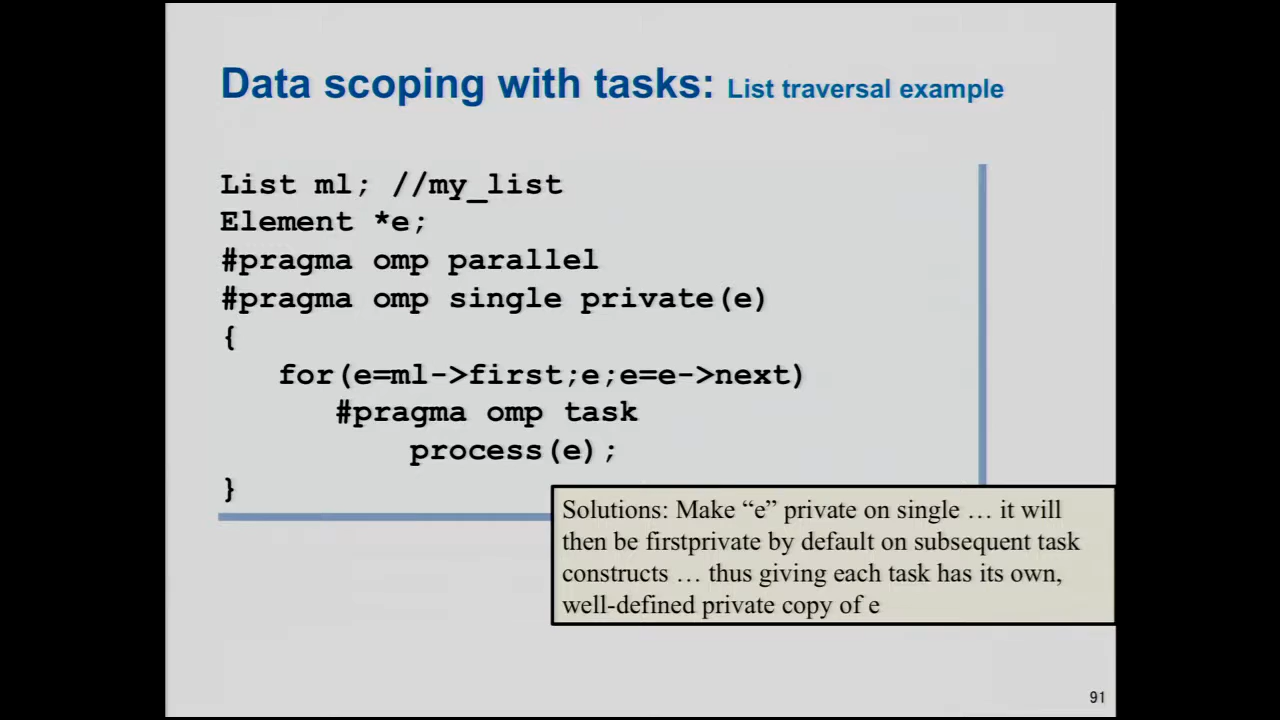 Data scoping with tasks: List traversal example
List ml; //my_list
Element *e;
#pragma omp parallel
#pragma omp single private(e)
{
for(e=ml->first;e;e=e->next)
#pragma omp task
process(e);
}
Solutions: Make “e” private on single … it will
then be firstprivate by default on subsequent task
constructs … thus giving each task has its own,
well-defined private copy of e
91